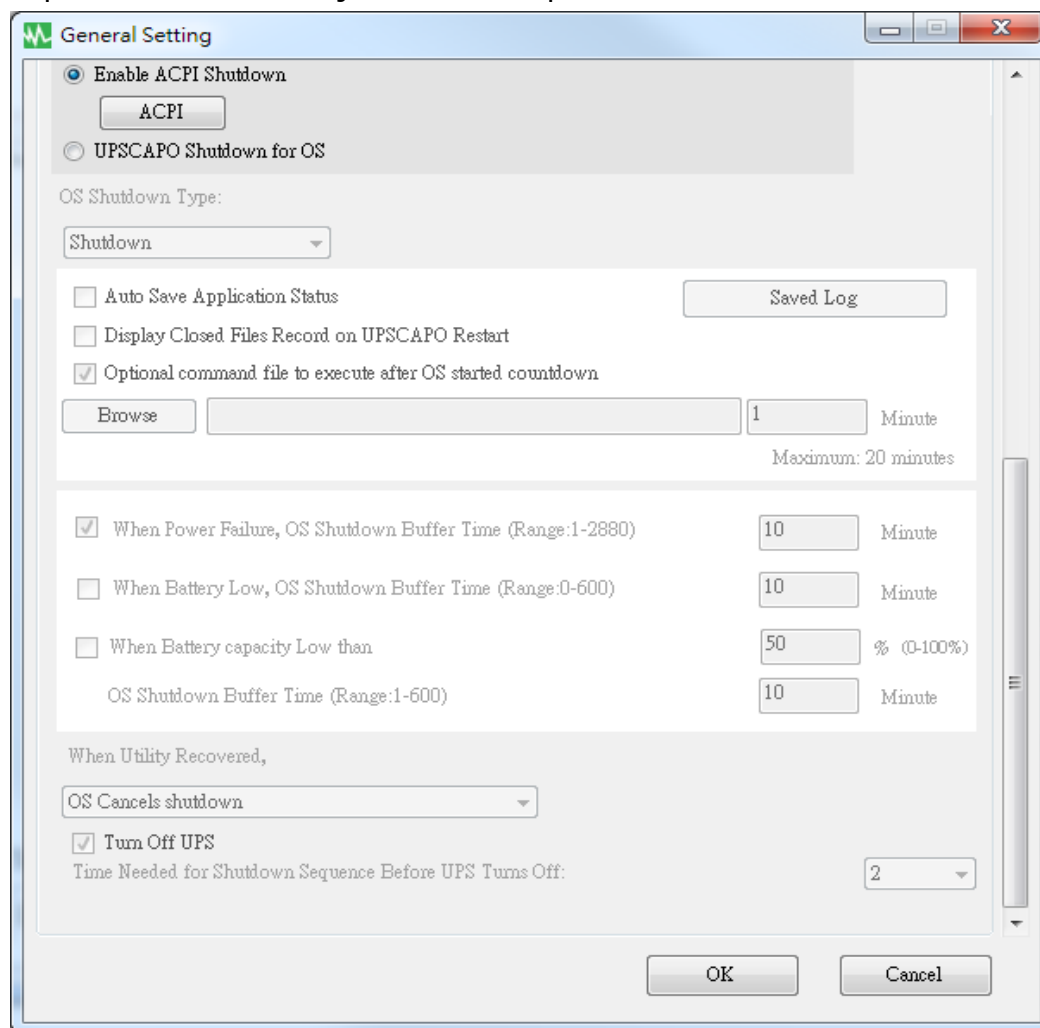 General Setting
Enable ACPI Shutdown
ACPI
UPSCAPO Shutdown for OS
OS Shutdown Type:
Shutdown
Auto Save Application Status
Saved Log
Display Closed Files Record on UPSCAPO Restart
Optional command file to execute after OS started countdown
Browse
1
Minute
Maximum: 20 minutes
When Power Failure, OS Shutdown Buffer Time (Range:1-2880)
10
Minute
When Battery Low, OS Shutdown Buffer Time (Range:0-600)
10
Minute
When Battery capacity Low than
50
% (0-100%)
OS Shutdown Buffer Time (Range:1-600)
10
Minute
When Utility Recovered,
OS Cancels shutdown
Turn Off UPS
Time Needed for Shutdown Sequence Before UPS Turns Off:
2
OK
Cancel